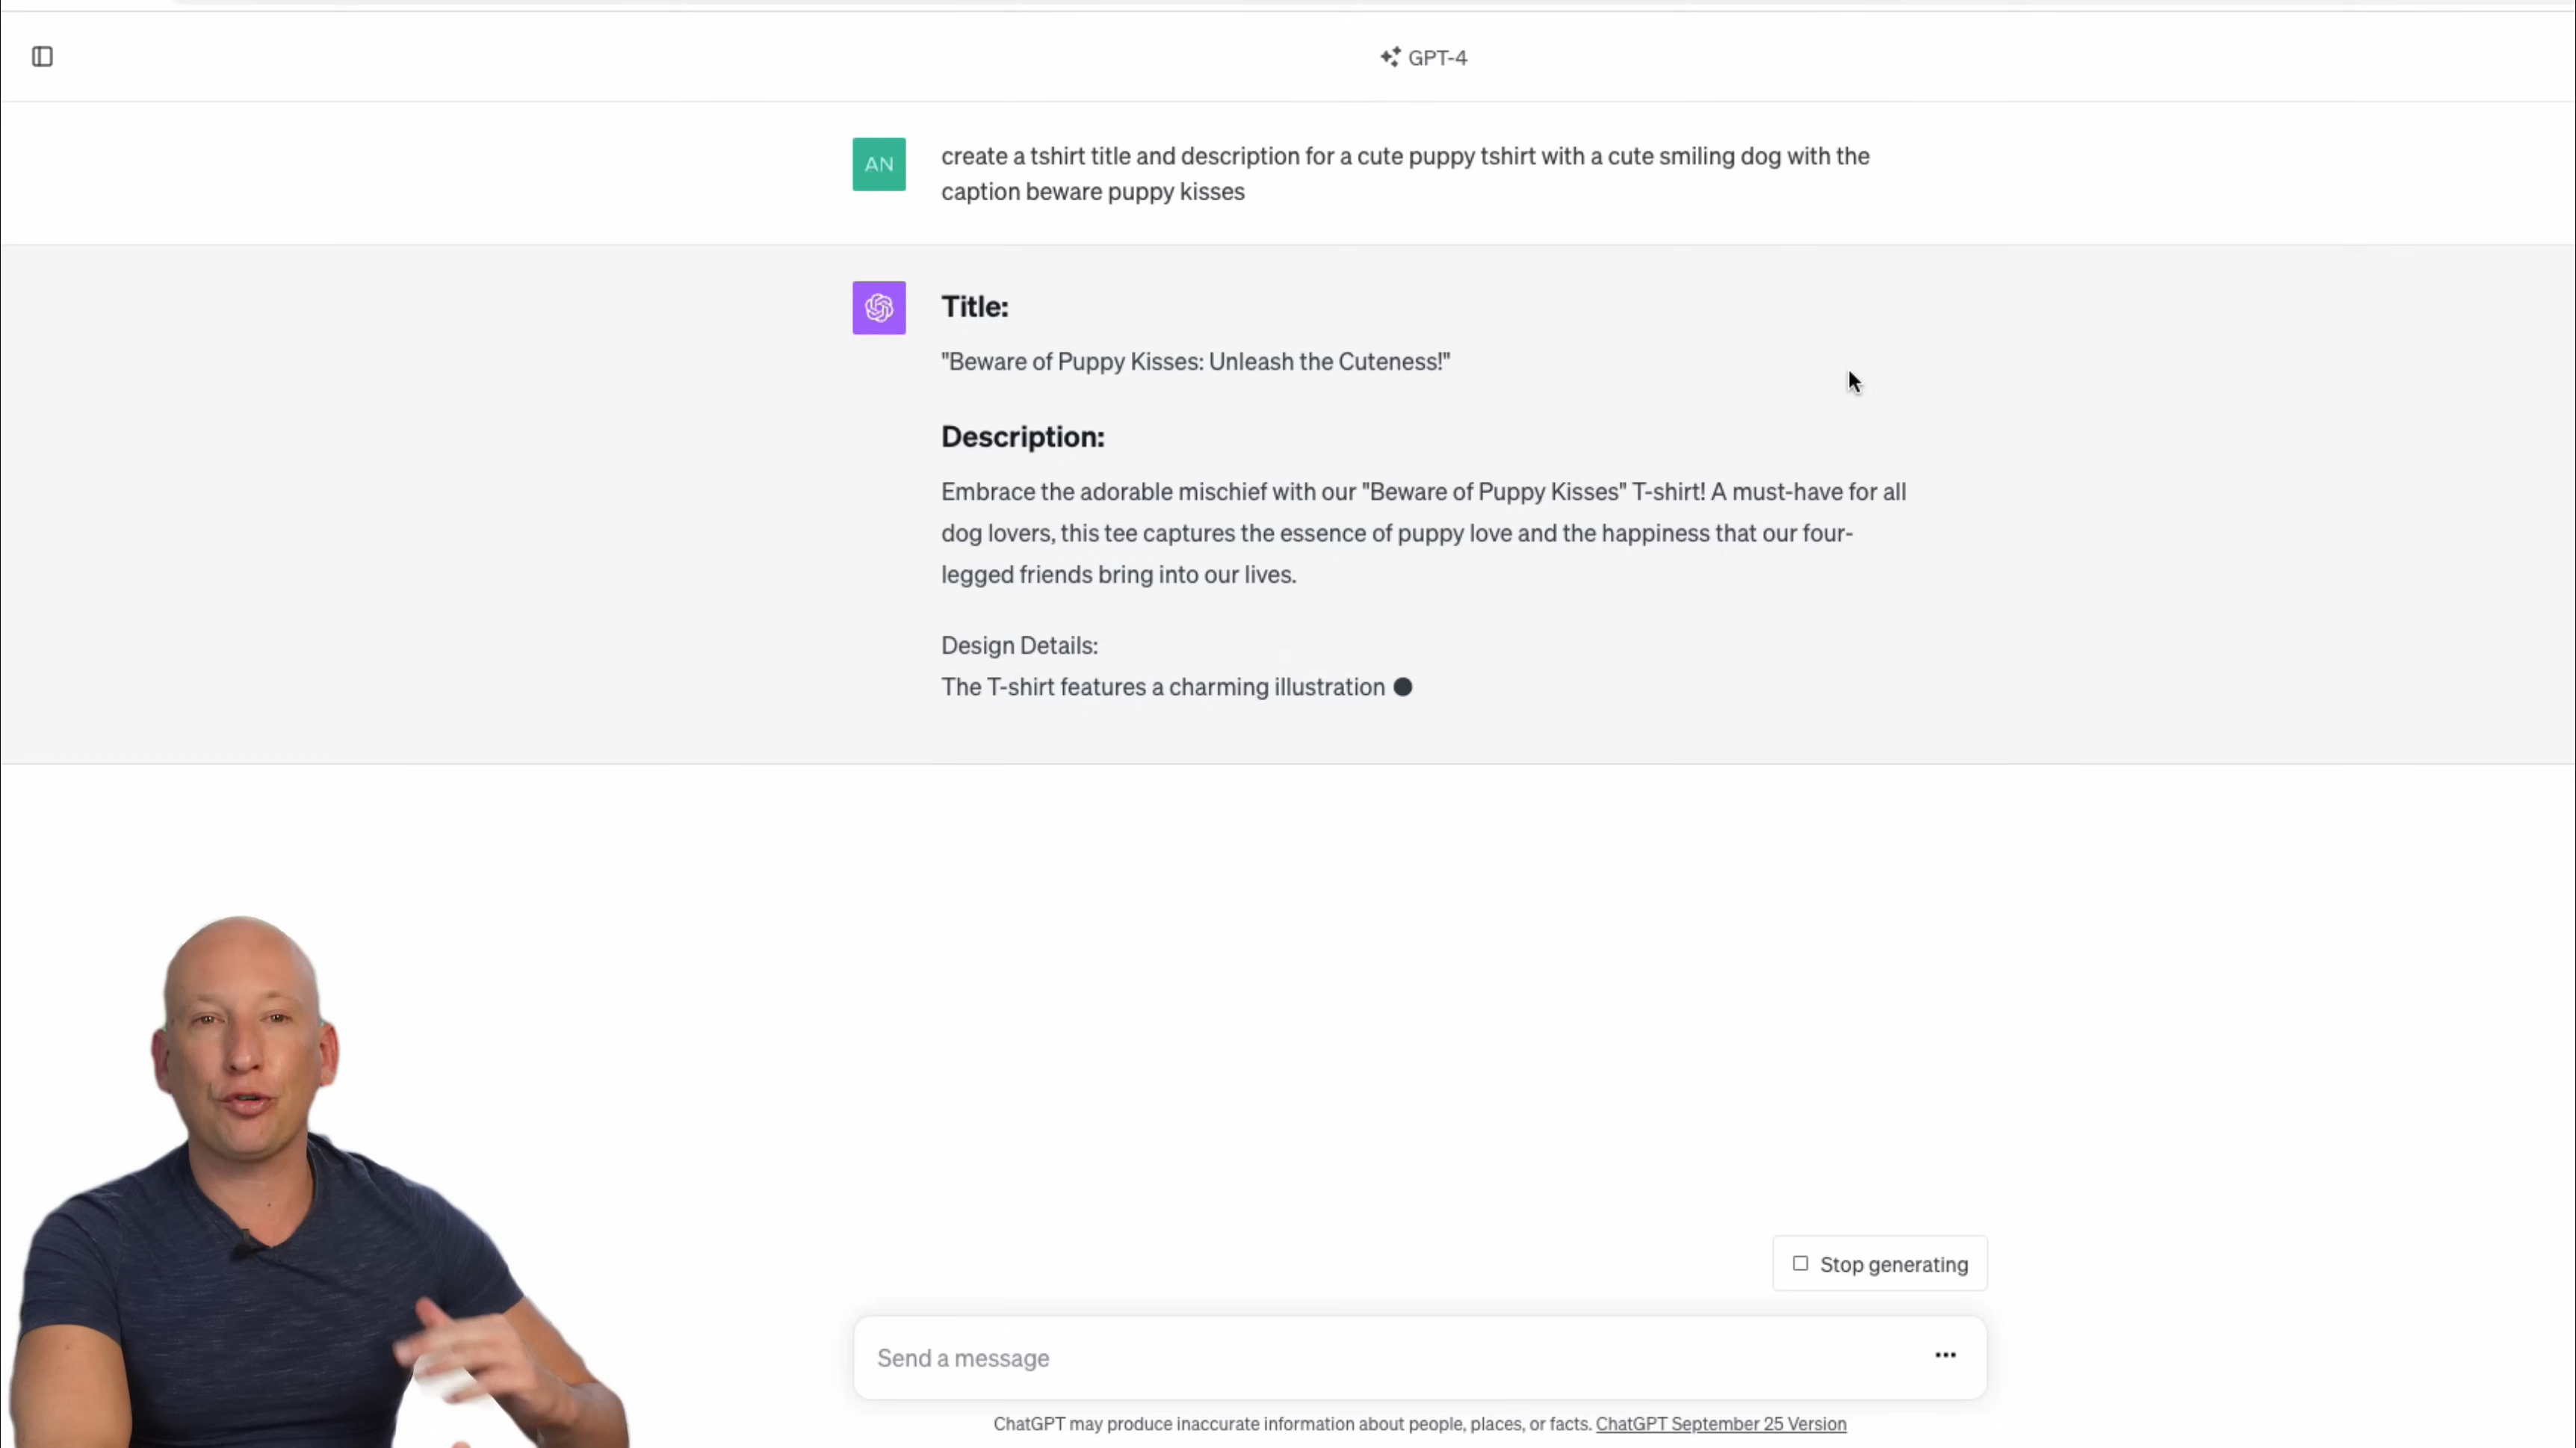 GPT-4
AN
create a tshirt title and description for a cute puppy tshirt with a cute smiling dog with the
caption beware puppy kisses
Title:
"Beware of Puppy Kisses: Unleash the Cuteness!"
Description:
Embrace the adorable mischief with our "Beware of Puppy Kisses" T-shirt! A must-have for all
dog lovers, this tee captures the essence of puppy love and the happiness that our four-
legged friends bring into our lives.
Design Details:
The T-shirt features a charming illustration
Stop generating
Send a message
ChatGPT may produce inaccurate information about people, places, or facts. ChatGPT September 25 Version